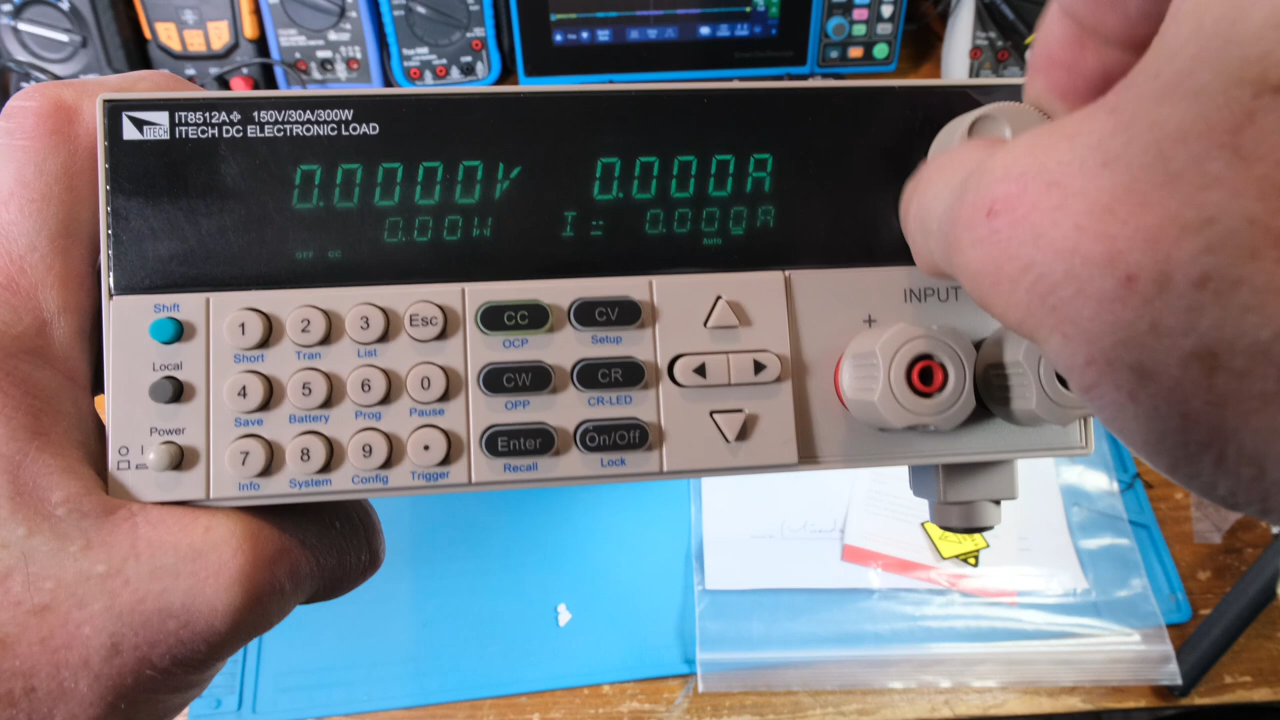 ITECH
IT8512A+ 150V/30A/300W
ITECH DC ELECTRONIC LOAD
0.0000V 0.000A
0.00W I = 0.000A
OFF CC Auto
Shift
Local
Power
O I
1 2 3 Esc
Short Tran List
4 5 6 0
Save Battery Prog Pause
7 8 9 •
Info System Config Trigger
CC CV
OCP Setup
CW CR
OPP CR-LED
Enter On/Off
Recall Lock
INPUT
+